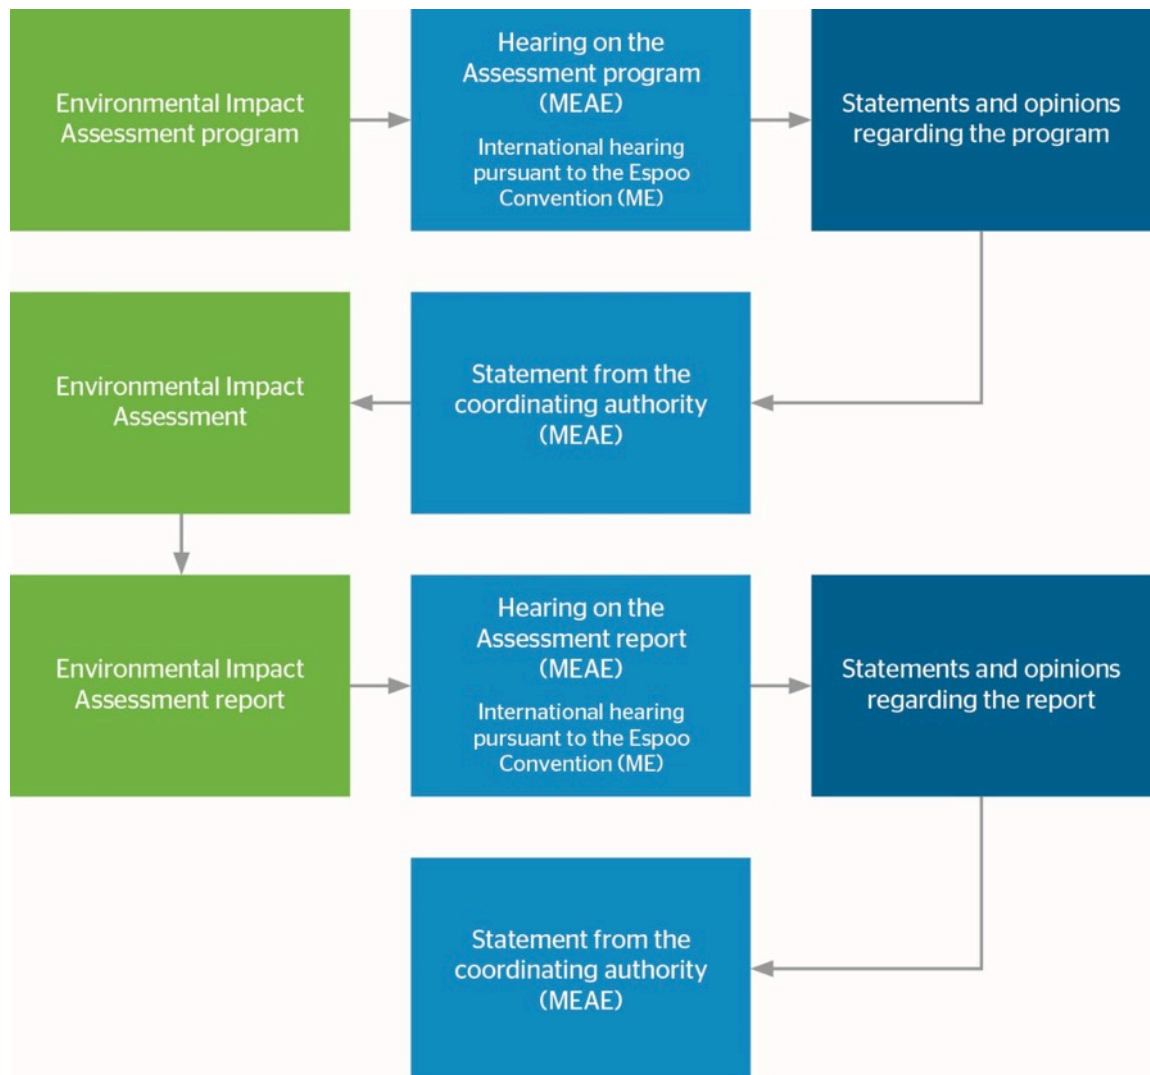 Environmental Impact
Assessment program
Hearing on the
Assessment program
(MEAE)
International hearing
pursuant to the Espoo
Convention (ME)
Statements and opinions
regarding the program
Statement from the
coordinating authority
(MEAE)
Environmental Impact
Assessment
Environmental Impact
Assessment report
Hearing on the
Assessment report
(MEAE)
International hearing
pursuant to the Espoo
Convention (ME)
Statements and opinions
regarding the report
Statement from the
coordinating authority
(MEAE)